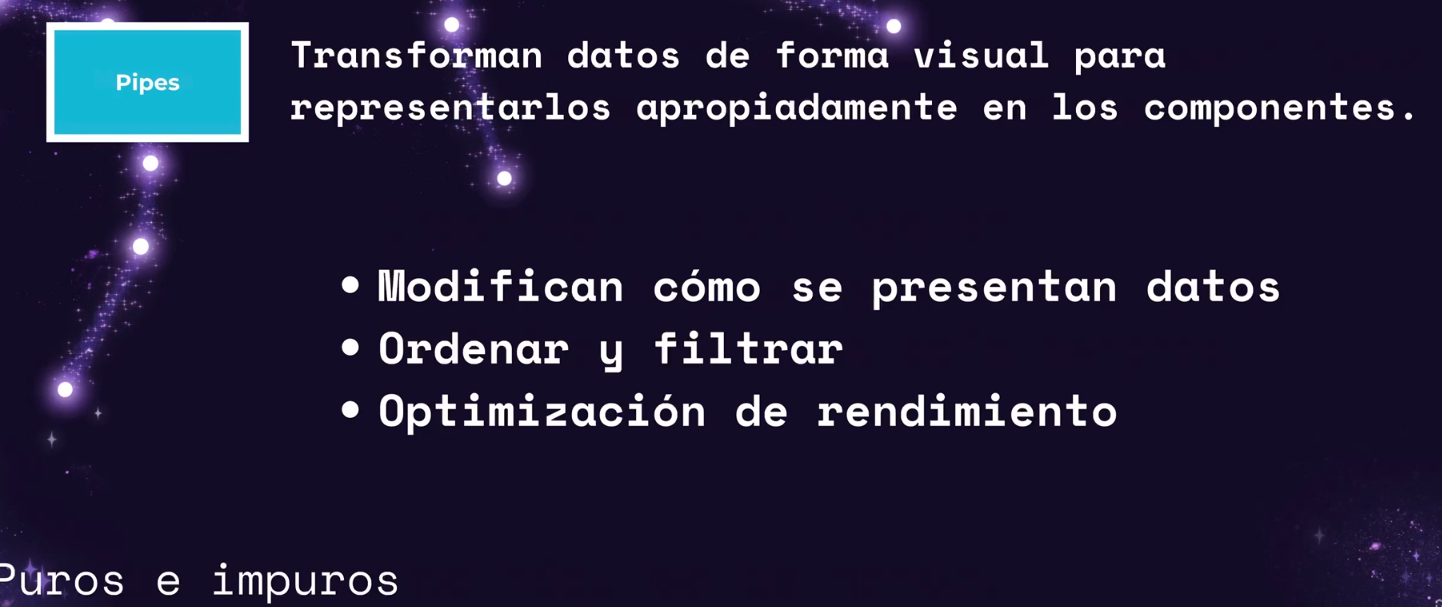 Pipes
Transforman datos de forma visual para
representarlos apropiadamente en los componentes.
• Modifican cómo se presentan datos
• Ordenar y filtrar
• Optimización de rendimiento
Puros e impuros